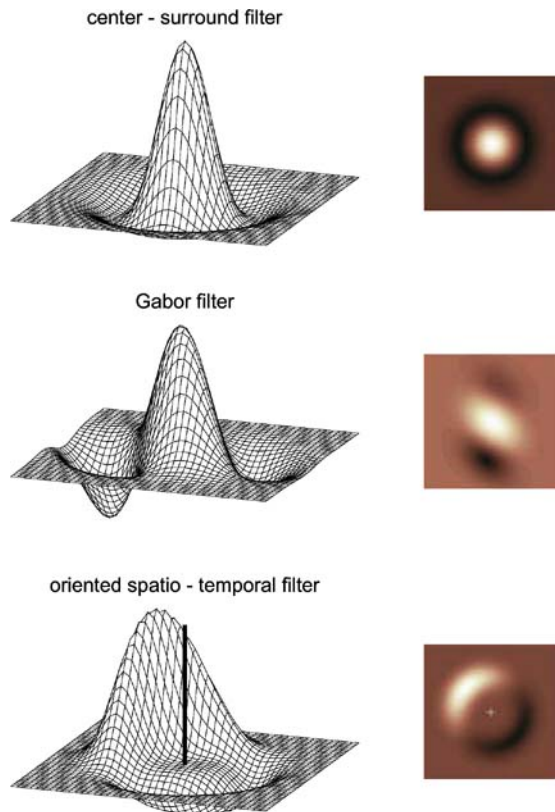 center - surround filter
Gabor filter
oriented spatio - temporal filter